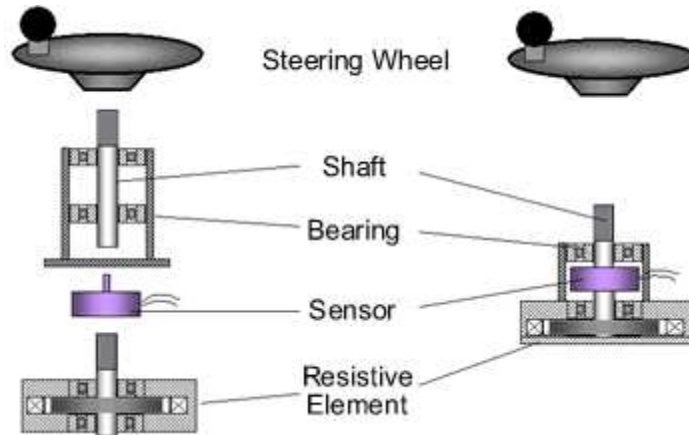 Steering Wheel
Shaft
Bearing
Sensor
Resistive
Element